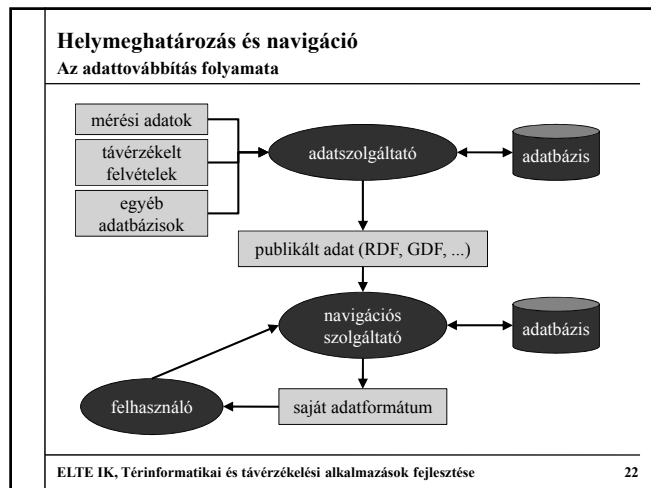 Helymeghatározás és navigáció
Az adattovábbítás folyamata
mérési adatok
távérzékelt
felvételek
egyéb
adatbázisok
adatszolgáltató
adatbázis
publikált adat (RDF, GDF, ...)
navigációs
szolgáltató
adatbázis
felhasználó
saját adatformátum
ELTE IK, Térinformatikai és távérzékelési alkalmazások fejlesztése
22